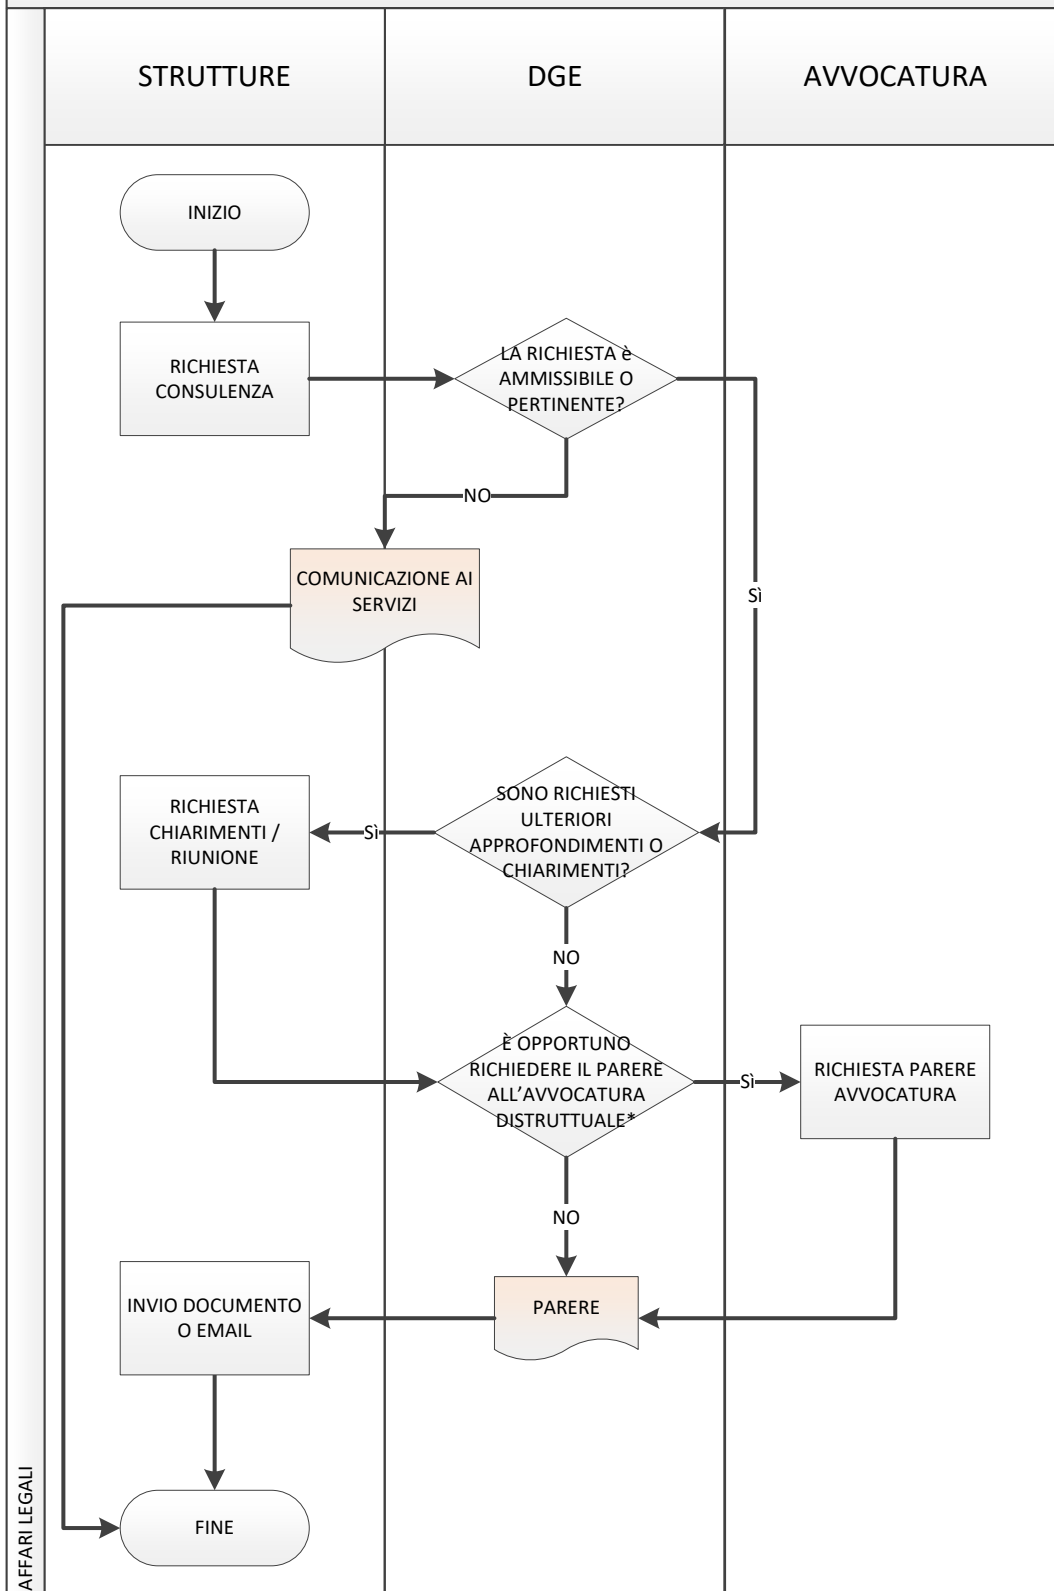 STRUTTURE
DGE
AVVOCATURA
INIZIO
RICHIESTA
CONSULENZA
LA RICHIESTA è
AMMISSIBILE O
PERTINENTE?
NO
COMUNICAZIONE AI
SERVIZI
Sì
RICHIESTA
CHIARIMENTI /
RIUNIONE
Sì
SONO RICHIESTI
ULTERIORI
APPROFONDIMENTI O
CHIARIMENTI?
NO
È OPPORTUNO
RICHIEDERE IL PARERE
ALL’AVVOCATURA
DISTRUTTUALE*
Sì
RICHIESTA PARERE
AVVOCATURA
NO
INVIO DOCUMENTO
O EMAIL
PARERE
FINE
AFFARI LEGALI